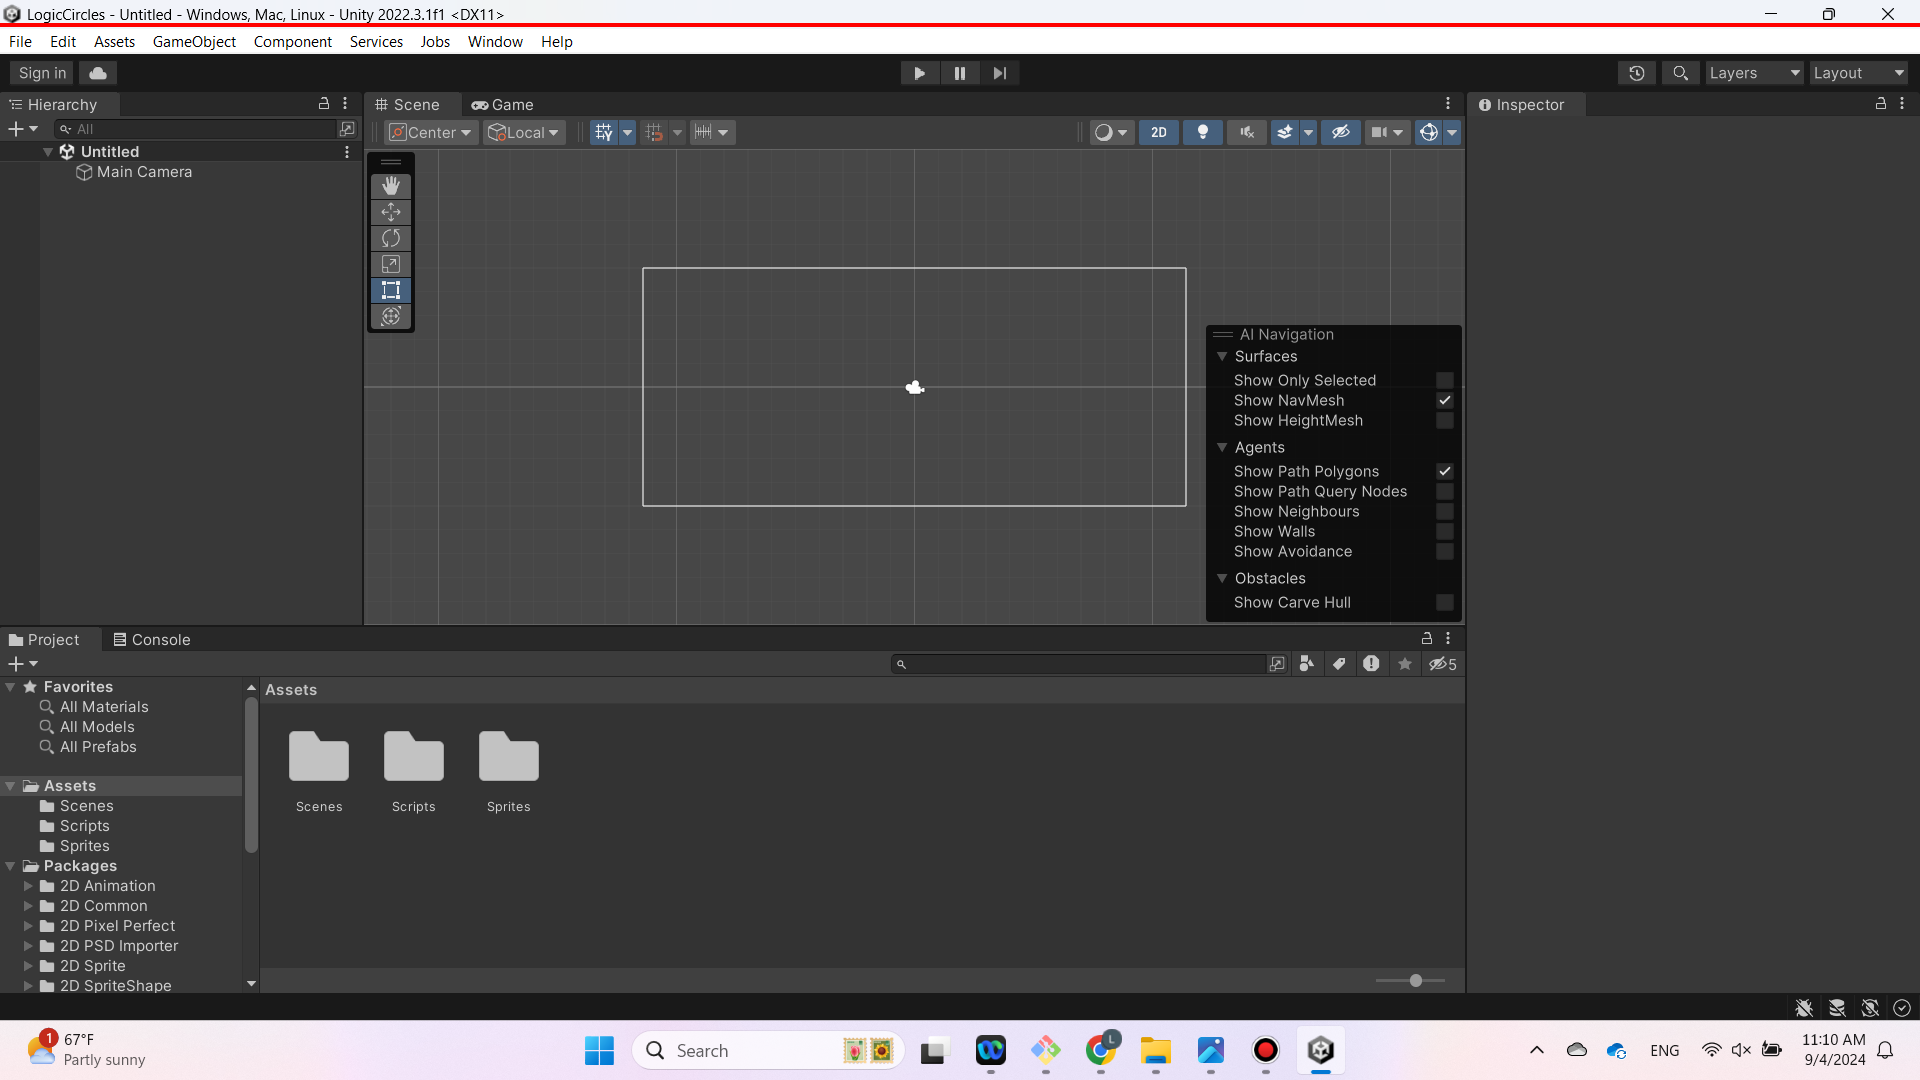 LogicCircles - Untitled - Windows, Mac, Linux - Unity 2022.3.1f1 <DX11>
File Edit Assets GameObject Component Services Jobs Window Help
Sign in
Layers
Layout
Hierarchy
All
Untitled
Main Camera
Scene
Game
Center
Local
2D
AI Navigation
Surfaces
Show Only Selected
Show NavMesh
Show HeightMesh
Agents
Show Path Polygons
Show Path Query Nodes
Show Neighbours
Show Walls
Show Avoidance
Obstacles
Show Carve Hull
Inspector
Project
Console
5
Favorites
All Materials
All Models
All Prefabs
Assets
Scenes
Scripts
Sprites
Packages
2D Animation
2D Common
2D Pixel Perfect
2D PSD Importer
2D Sprite
2D SpriteShape
Assets
Scenes
Scripts
Sprites
1
67°F
Partly sunny
Search
L
ENG
11:10 AM
9/4/2024